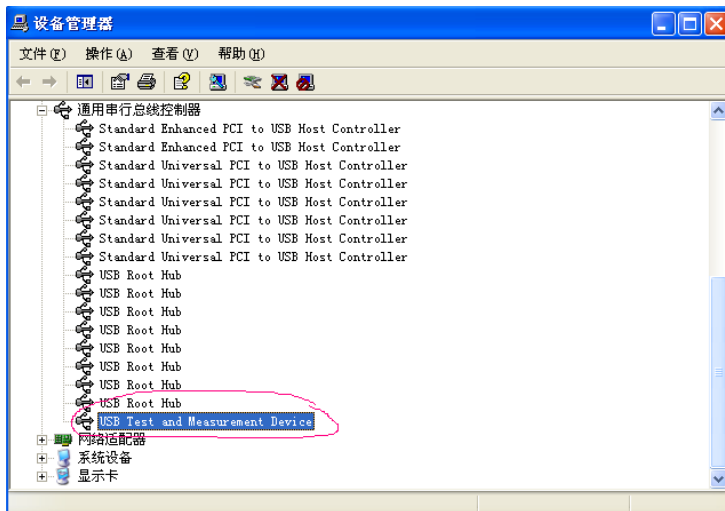 设备管理器
文件(F) 操作(A) 查看(V) 帮助(H)
通用串行总线控制器
Standard Enhanced PCI to USB Host Controller
Standard Enhanced PCI to USB Host Controller
Standard Universal PCI to USB Host Controller
Standard Universal PCI to USB Host Controller
Standard Universal PCI to USB Host Controller
Standard Universal PCI to USB Host Controller
Standard Universal PCI to USB Host Controller
Standard Universal PCI to USB Host Controller
USB Root Hub
USB Root Hub
USB Root Hub
USB Root Hub
USB Root Hub
USB Root Hub
USB Root Hub
USB Root Hub
USB Test and Measurement Device
网络适配器
系统设备
显示卡